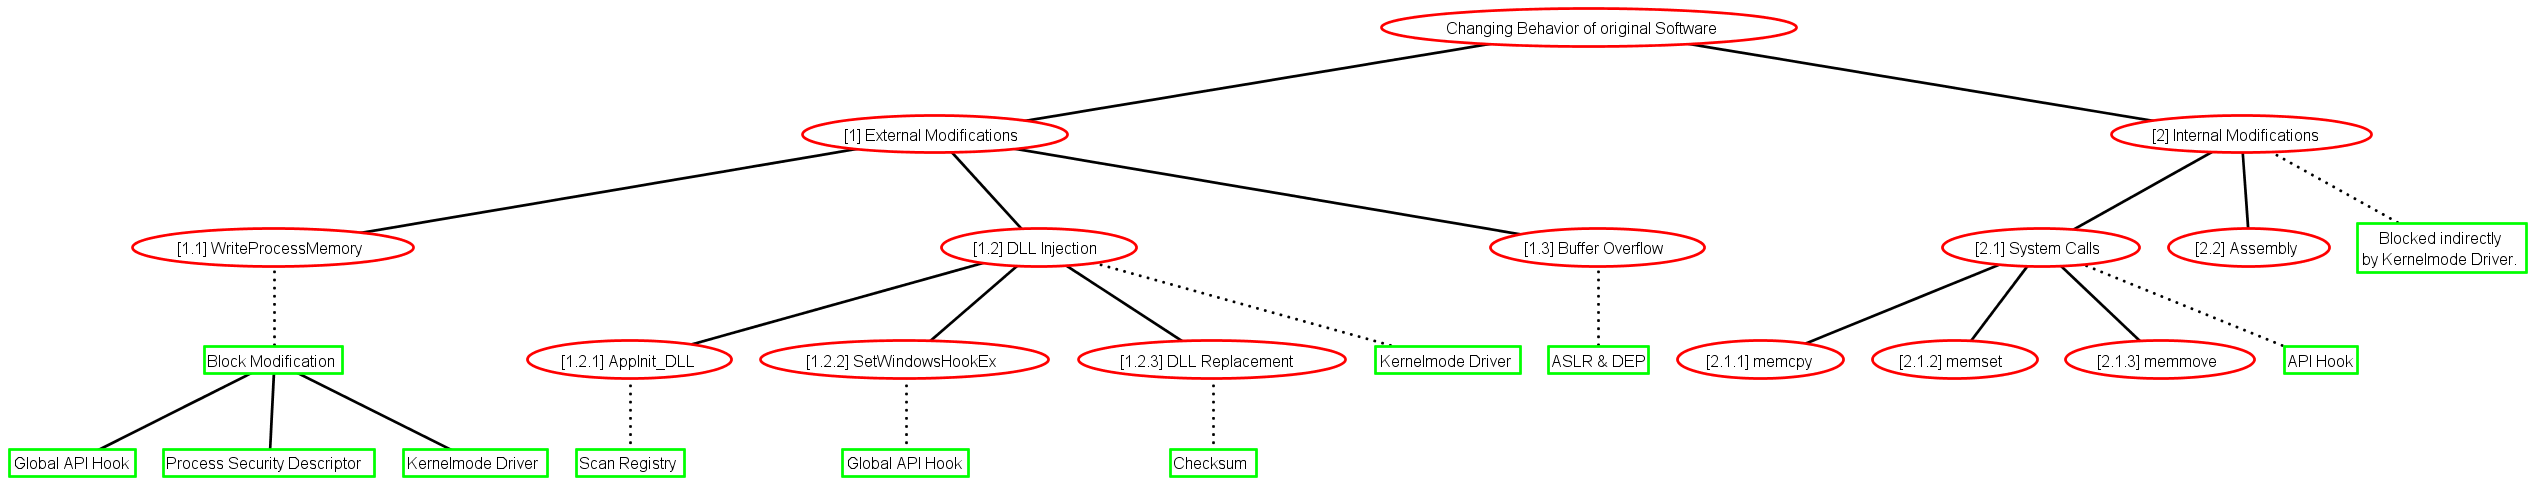 Changing Behavior of original Software
[1] External Modifications
[2] Internal Modifications
[1.1] WriteProcessMemory
[1.2] DLL Injection
[1.3] Buffer Overflow
[2.1] System Calls
[2.2] Assembly
Blocked indirectly
by Kernelmode Driver.
Block Modification
[1.2.1] AppInit_DLL
[1.2.2] SetWindowsHookEx
[1.2.3] DLL Replacement
Kernelmode Driver
ASLR & DEP
[2.1.1] memcpy
[2.1.2] memset
[2.1.3] memmove
API Hook
Global API Hook
Process Security Descriptor
Kernelmode Driver
Scan Registry
Global API Hook
Checksum